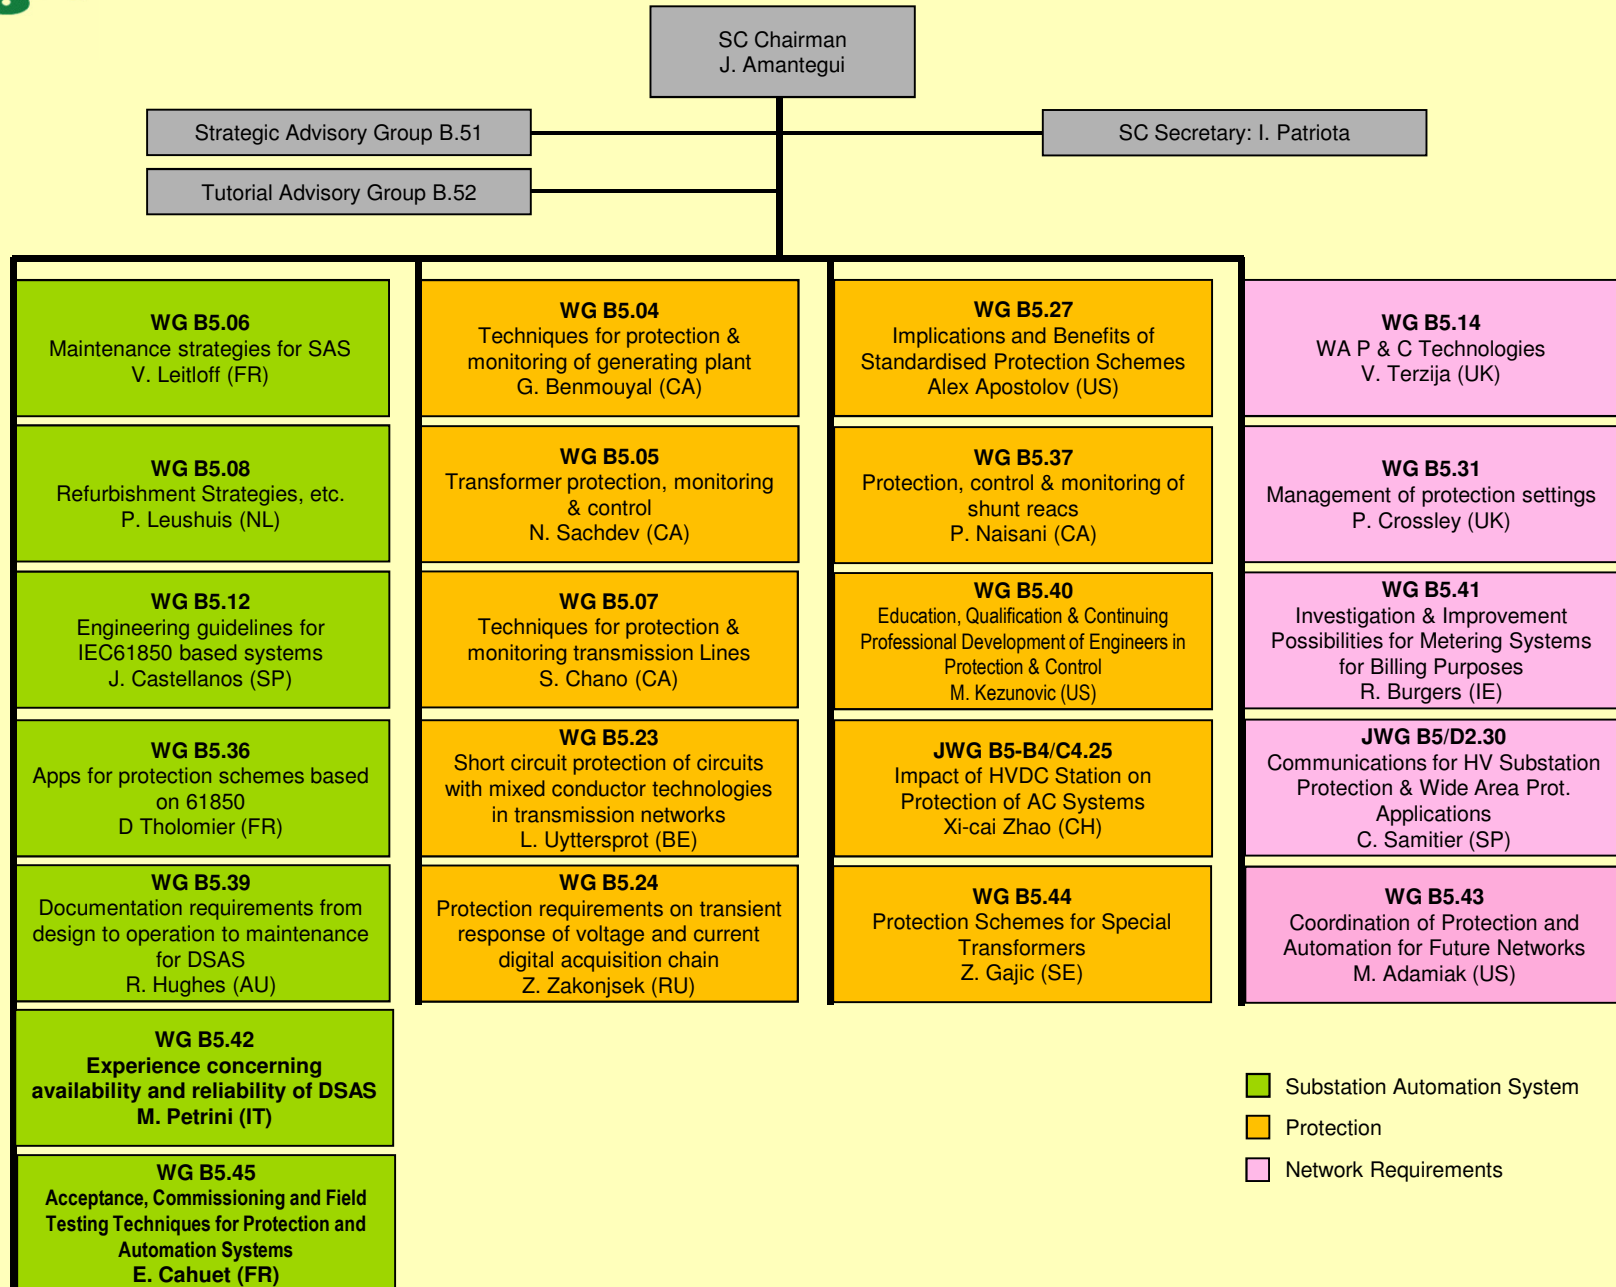 SC Chairman
J. Amantegui
Strategic Advisory Group B.51
SC Secretary: I. Patriota
Tutorial Advisory Group B.52
WG B5.06
Maintenance strategies for SAS
V. Leitloff (FR)
WG B5.08
Refurbishment Strategies, etc.
P. Leushuis (NL)
WG B5.12
Engineering guidelines for
IEC61850 based systems
J. Castellanos (SP)
WG B5.36
Apps for protection schemes based
on 61850
D Tholomier (FR)
WG B5.39
Documentation requirements from
design to operation to maintenance
for DSAS
R. Hughes (AU)
WG B5.42
Experience concerning
availability and reliability of DSAS
M. Petrini (IT)
WG B5.45
Acceptance, Commissioning and Field
Testing Techniques for Protection and
Automation Systems
E. Cahuet (FR)
WG B5.04
Techniques for protection &
monitoring of generating plant
G. Benmouyal (CA)
WG B5.05
Transformer protection, monitoring
& control
N. Sachdev (CA)
WG B5.07
Techniques for protection &
monitoring transmission Lines
S. Chano (CA)
WG B5.23
Short circuit protection of circuits
with mixed conductor technologies
in transmission networks
L. Uyttersprot (BE)
WG B5.24
Protection requirements on transient
response of voltage and current
digital acquisition chain
Z. Zakonjsek (RU)
WG B5.27
Implications and Benefits of
Standardised Protection Schemes
Alex Apostolov (US)
WG B5.37
Protection, control & monitoring of
shunt reacs
P. Naisani (CA)
WG B5.40
Education, Qualification & Continuing
Professional Development of Engineers in
Protection & Control
M. Kezunovic (US)
JWG B5-B4/C4.25
Impact of HVDC Station on
Protection of AC Systems
Xi-cai Zhao (CH)
WG B5.44
Protection Schemes for Special
Transformers
Z. Gajic (SE)
WG B5.14
WA P & C Technologies
V. Terzija (UK)
WG B5.31
Management of protection settings
P. Crossley (UK)
WG B5.41
Investigation & Improvement
Possibilities for Metering Systems
for Billing Purposes
R. Burgers (IE)
JWG B5/D2.30
Communications for HV Substation
Protection & Wide Area Prot.
Applications
C. Samitier (SP)
WG B5.43
Coordination of Protection and
Automation for Future Networks
M. Adamiak (US)
Substation Automation System
Protection
Network Requirements